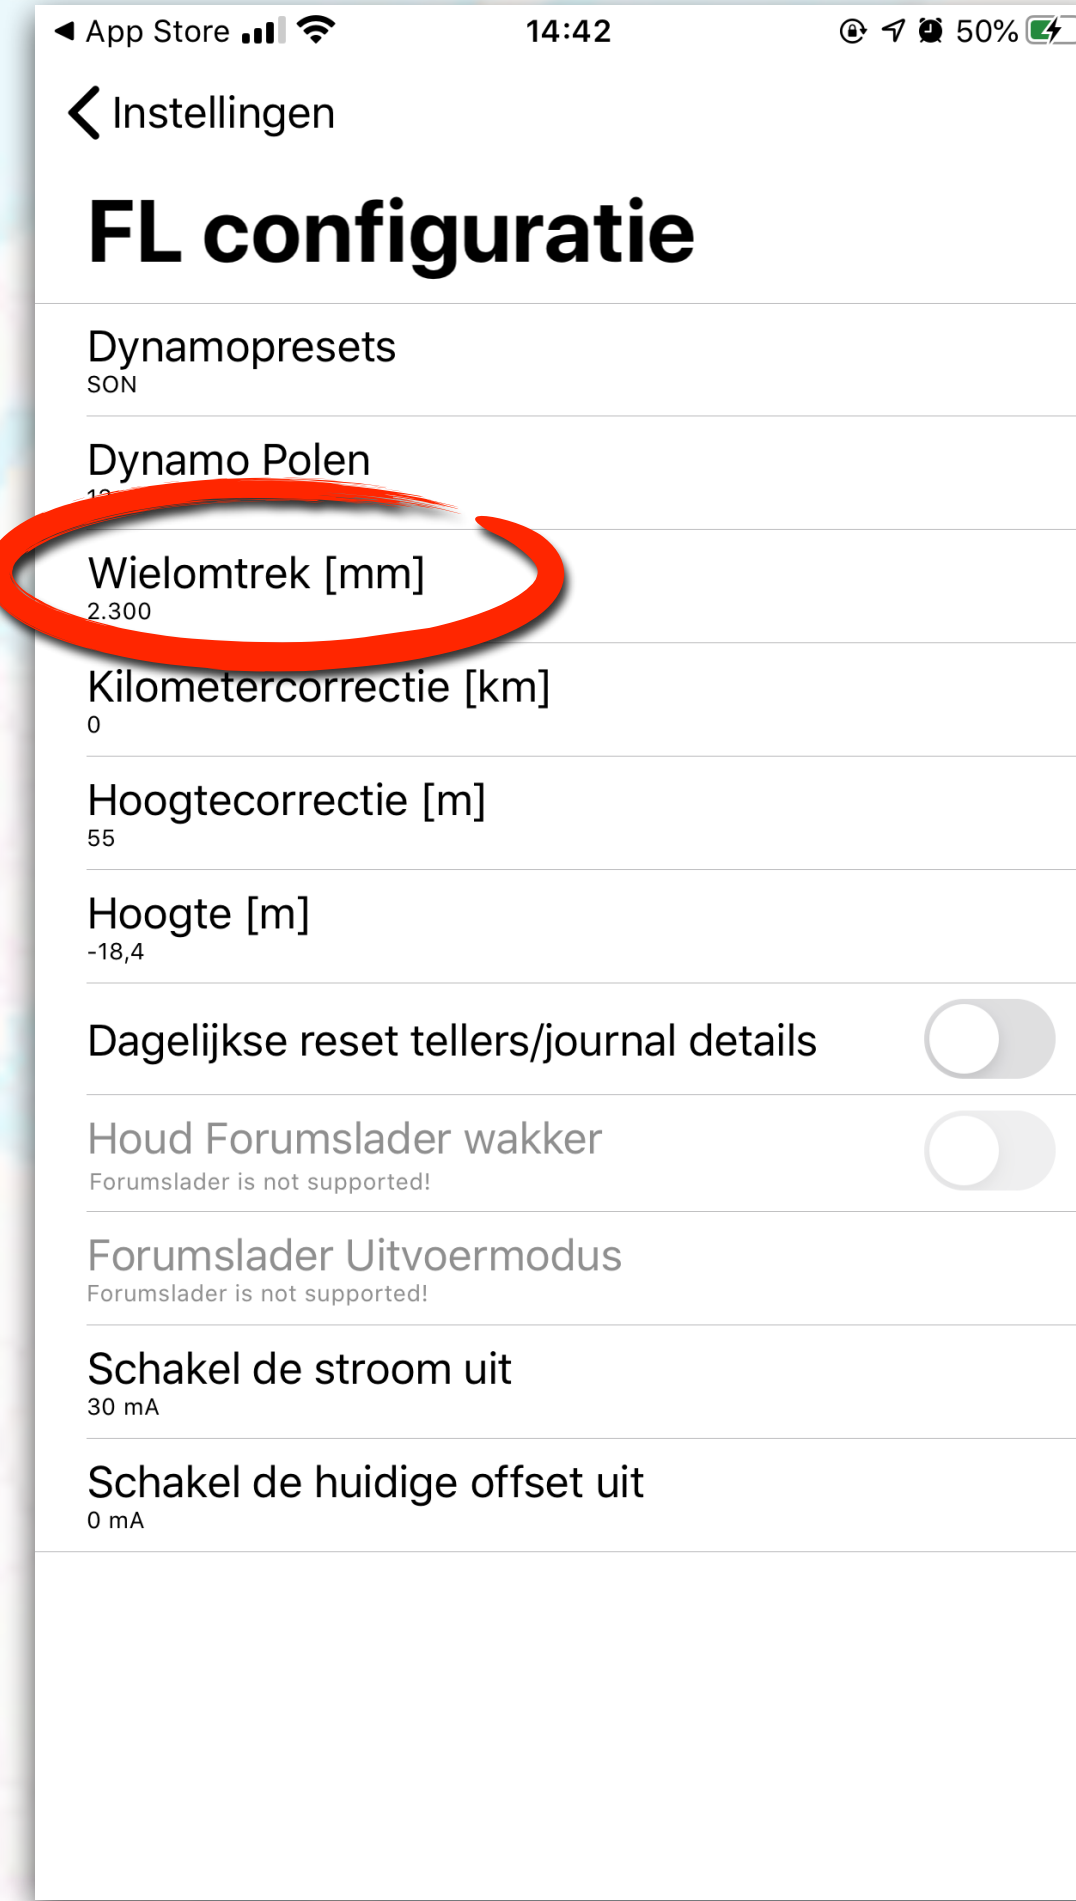 App Store 14:42 50%
Instellingen
FL configuratie
Dynamopresets
SON
Dynamo Polen
Wielomtrek [mm]
2.300
Kilometercorrectie [km]
0
Hoogtecorrectie [m]
55
Hoogte [m]
-18,4
Dagelijkse reset tellers/journal details
Houd Forumslader wakker
Forumslader is not supported!
Forumslader Uitvoermodus
Forumslader is not supported!
Schakel de stroom uit
30 mA
Schakel de huidige offset uit
0 mA